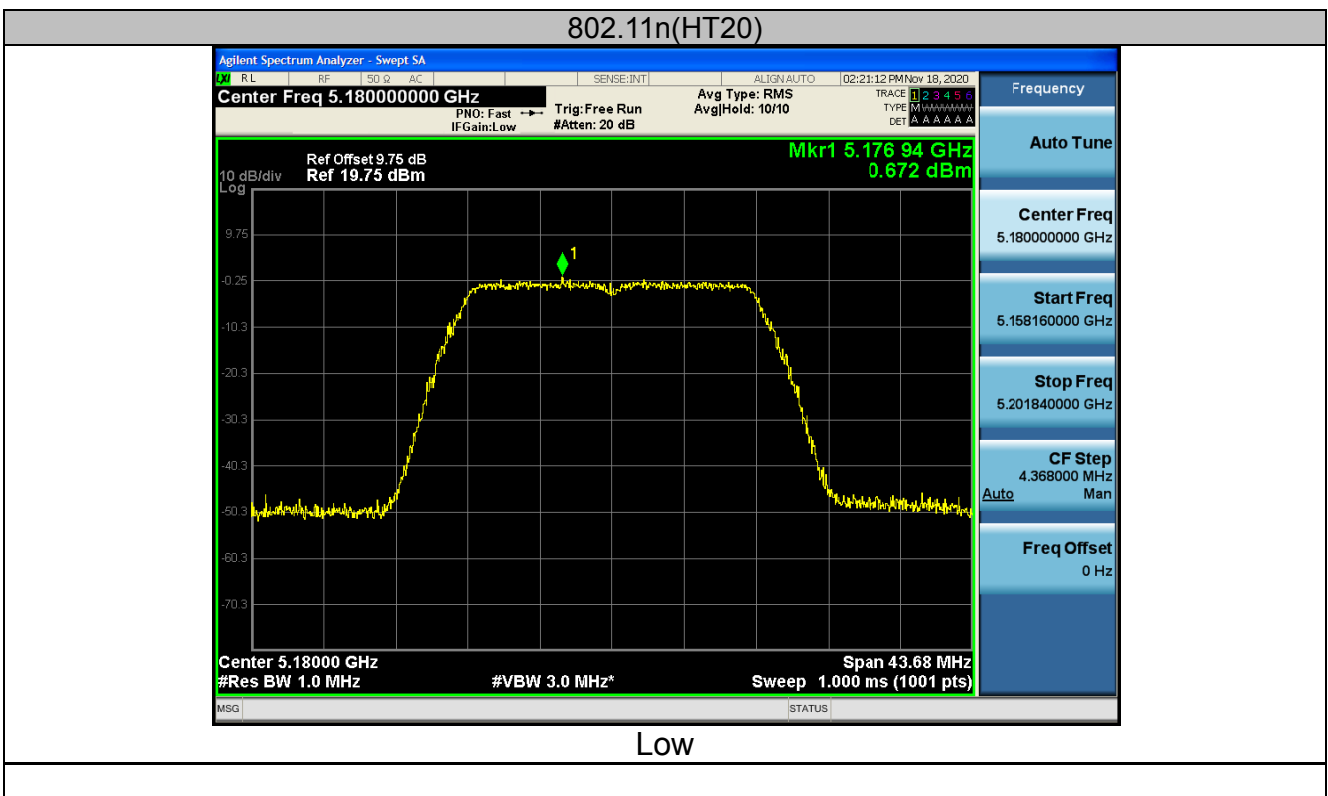 802.11n(HT20)
Agilent Spectrum Analyzer - Swept SA
LXI RL RF 50 Ω AC SENSE:INT ALIGN AUTO 02:21:12 PM Nov 18, 2020
Center Freq 5.180000000 GHz
PNO: Fast
IFGain:Low
Trig: Free Run
#Atten: 20 dB
Avg Type: RMS
Avg|Hold: 10/10
TRACE 1 2 3 4 5 6
TYPE MWWWWW
DET A A A A A A
Mkr1 5.176 94 GHz
0.672 dBm
Ref Offset 9.75 dB
10 dB/div Ref 19.75 dBm
Log
9.75
-0.25
-10.3
-20.3
-30.3
-40.3
-50.3
-60.3
-70.3
1
Center 5.18000 GHz Span 43.68 MHz
#Res BW 1.0 MHz #VBW 3.0 MHz* Sweep 1.000 ms (1001 pts)
MSG STATUS
Frequency
Auto Tune
Center Freq
5.180000000 GHz
Start Freq
5.158160000 GHz
Stop Freq
5.201840000 GHz
CF Step
4.368000 MHz
Auto Man
Freq Offset
0 Hz
Low